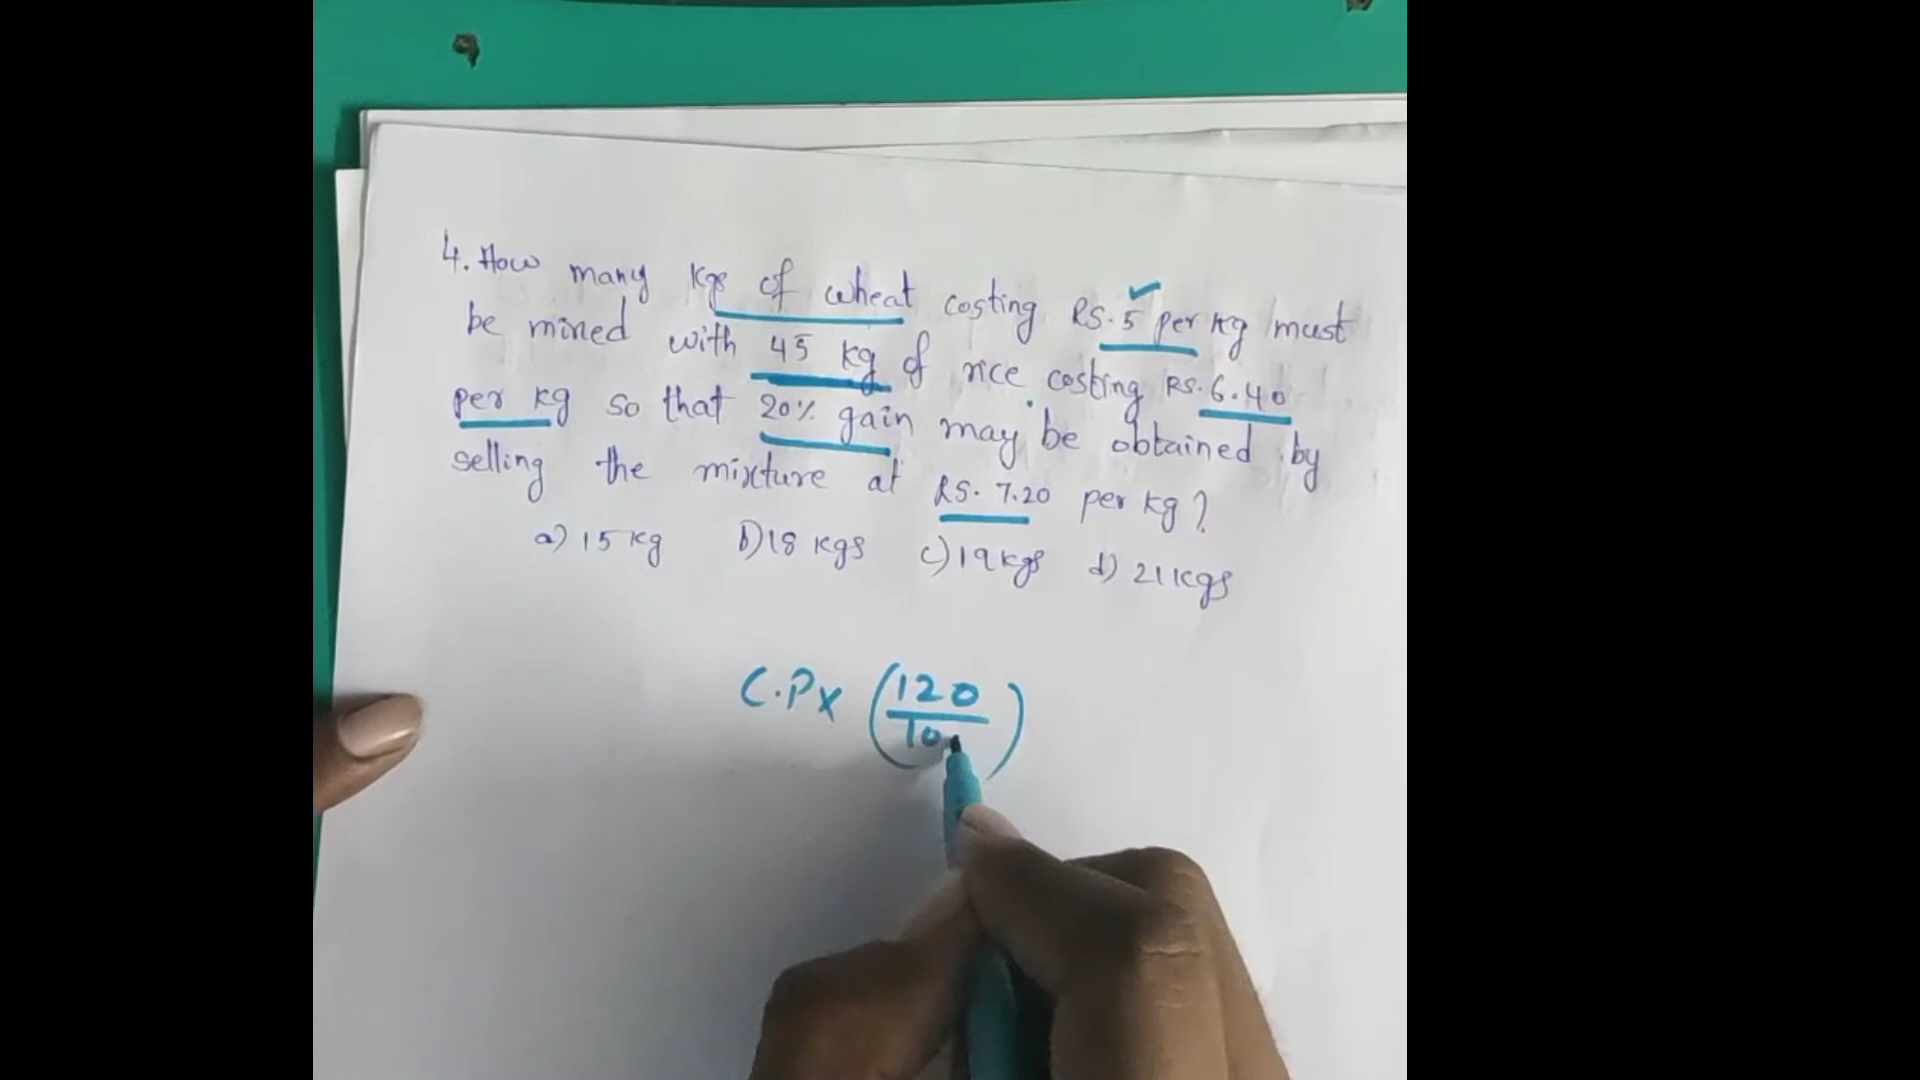 4. How many kgs of wheat costing RS. 5 per kg must
be mixed with 45 kg of rice costing RS. 6.40
per kg so that 20% gain may be obtained by
selling the mixture at RS. 7.20 per kg?
a) 15 kg b) 18 kgs c) 19 kgs d) 21 kgs
C.P x (120
10
)